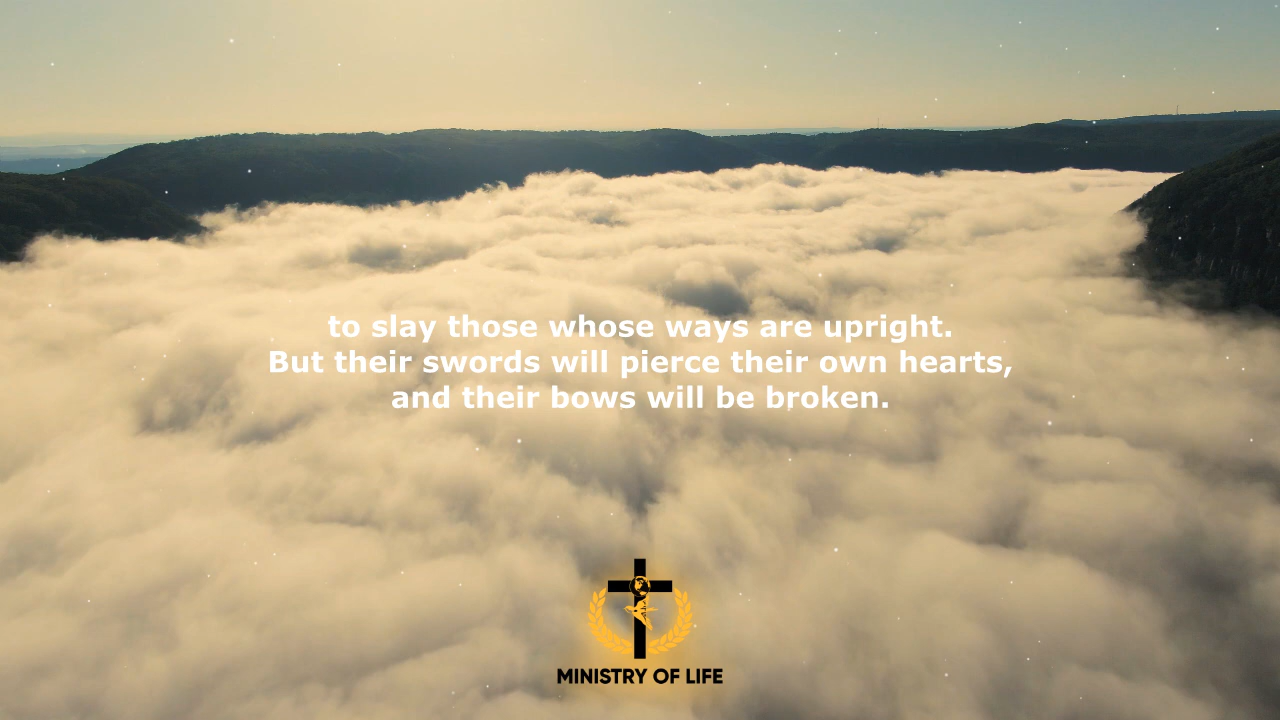 to slay those whose ways are upright.
But their swords will pierce their own hearts,
and their bows will be broken.
MINISTRY OF LIFE